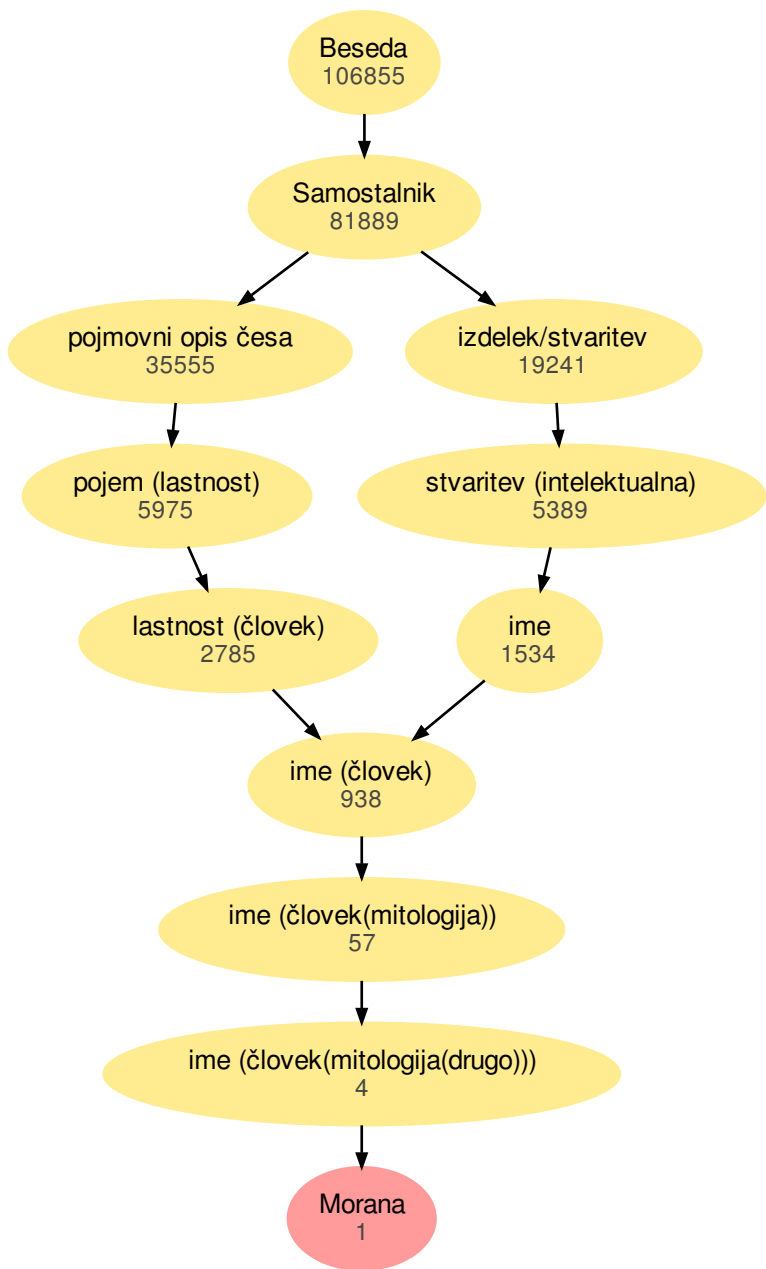 Beseda
106855
Samostalnik
81889
pojmovni opis česa
35555
izdelek/stvaritev
19241
pojem (lastnost)
5975
stvaritev (intelektualna)
5389
lastnost (človek)
2785
ime
1534
ime (človek)
938
ime (človek(mitologija))
57
ime (človek(mitologija(drugo)))
4
Morana
1